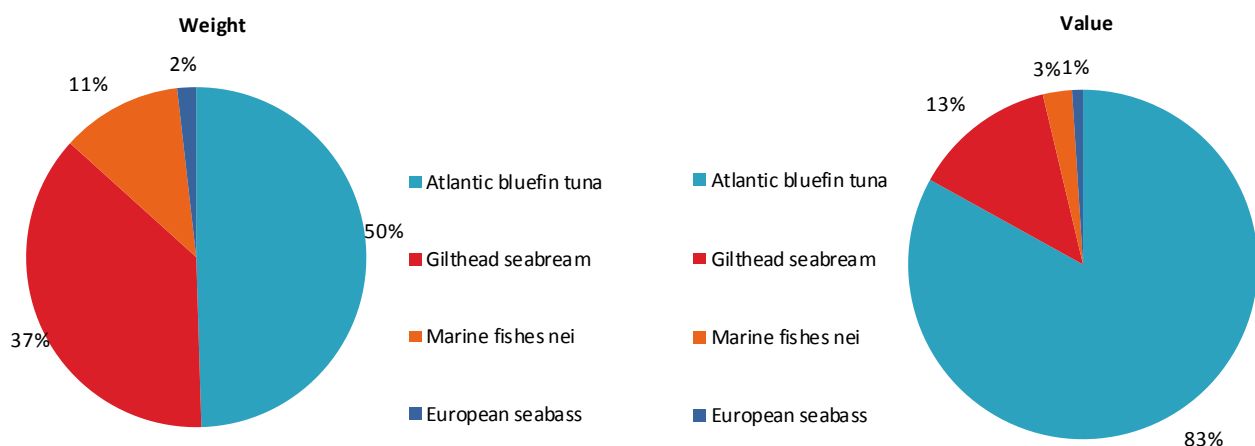 Weight
2%
11%
50%
37%
Atlantic bluefin tuna
Gilthead seabream
Marine fishes nei
European seabass
Value
3%
1%
13%
83%
Atlantic bluefin tuna
Gilthead seabream
Marine fishes nei
European seabass